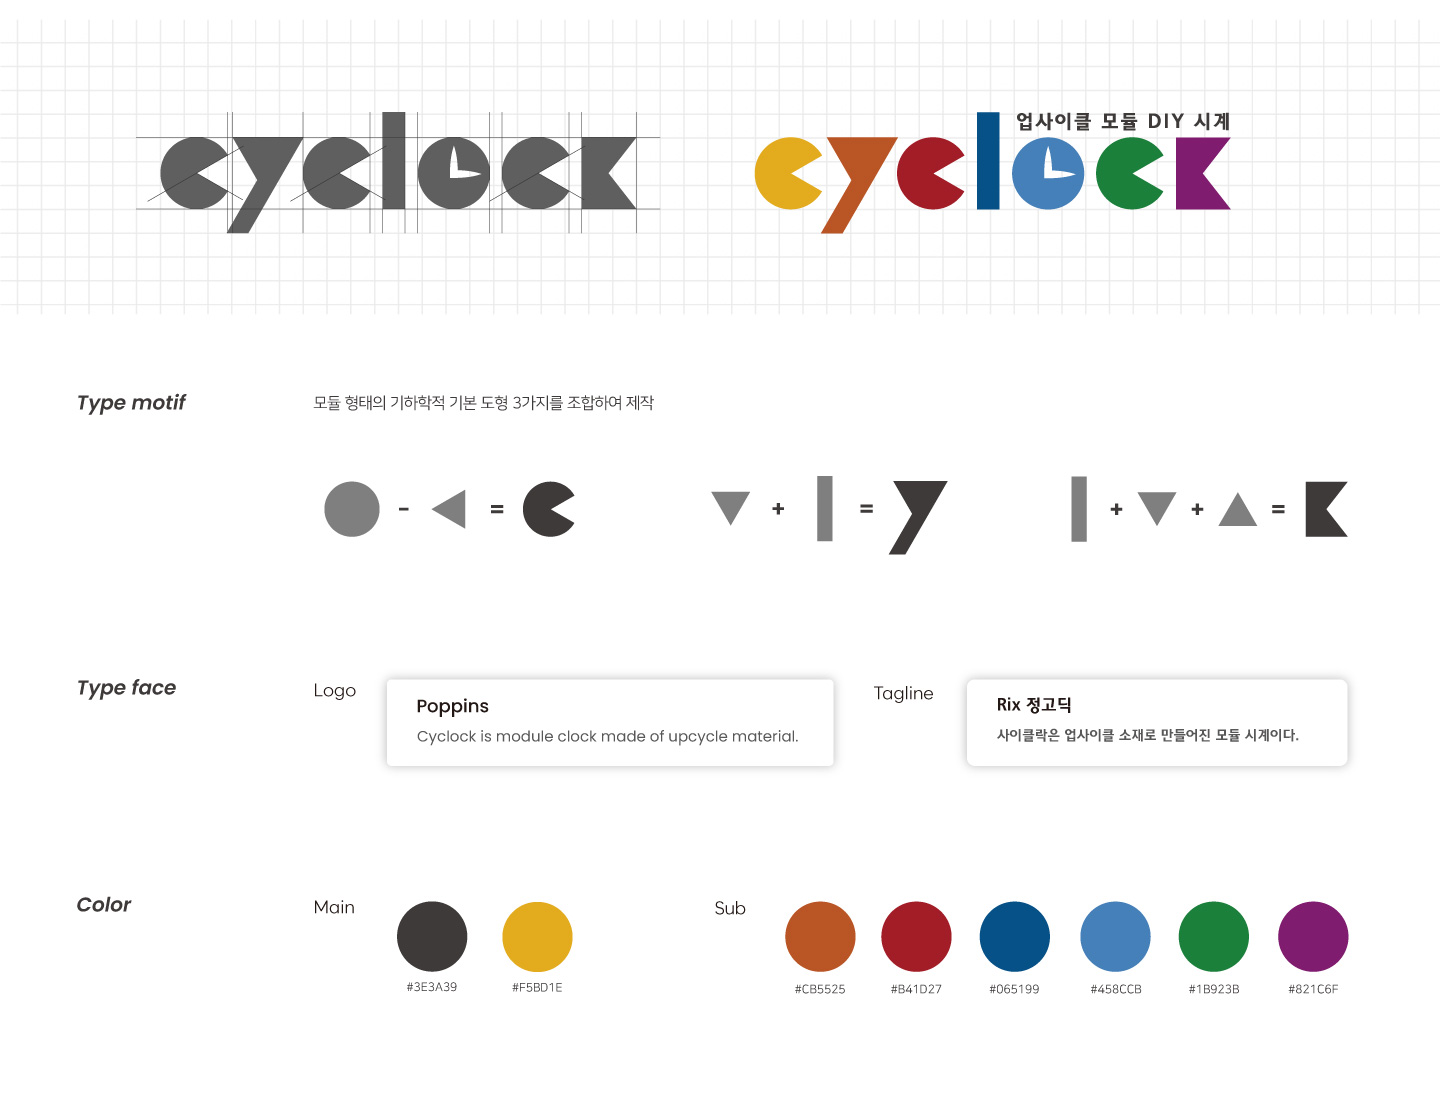 cyclock
업사이클 모듈 DIY 시계
cyclock
Type motif
모듈 형태의 기하학적 기본 도형 3가지를 조합하여 제작
- = c
+ = y
+ + = k
Type face
Logo
Poppins
Cyclock is module clock made of upcycle material.
Tagline
Rix 정고딕
사이클락은 업사이클 소재로 만들어진 모듈 시계이다.
Color
Main
#3E3A39
#F5BD1E
Sub
#CB5525
#B41D27
#065199
#458CCB
#1B923B
#821C6F